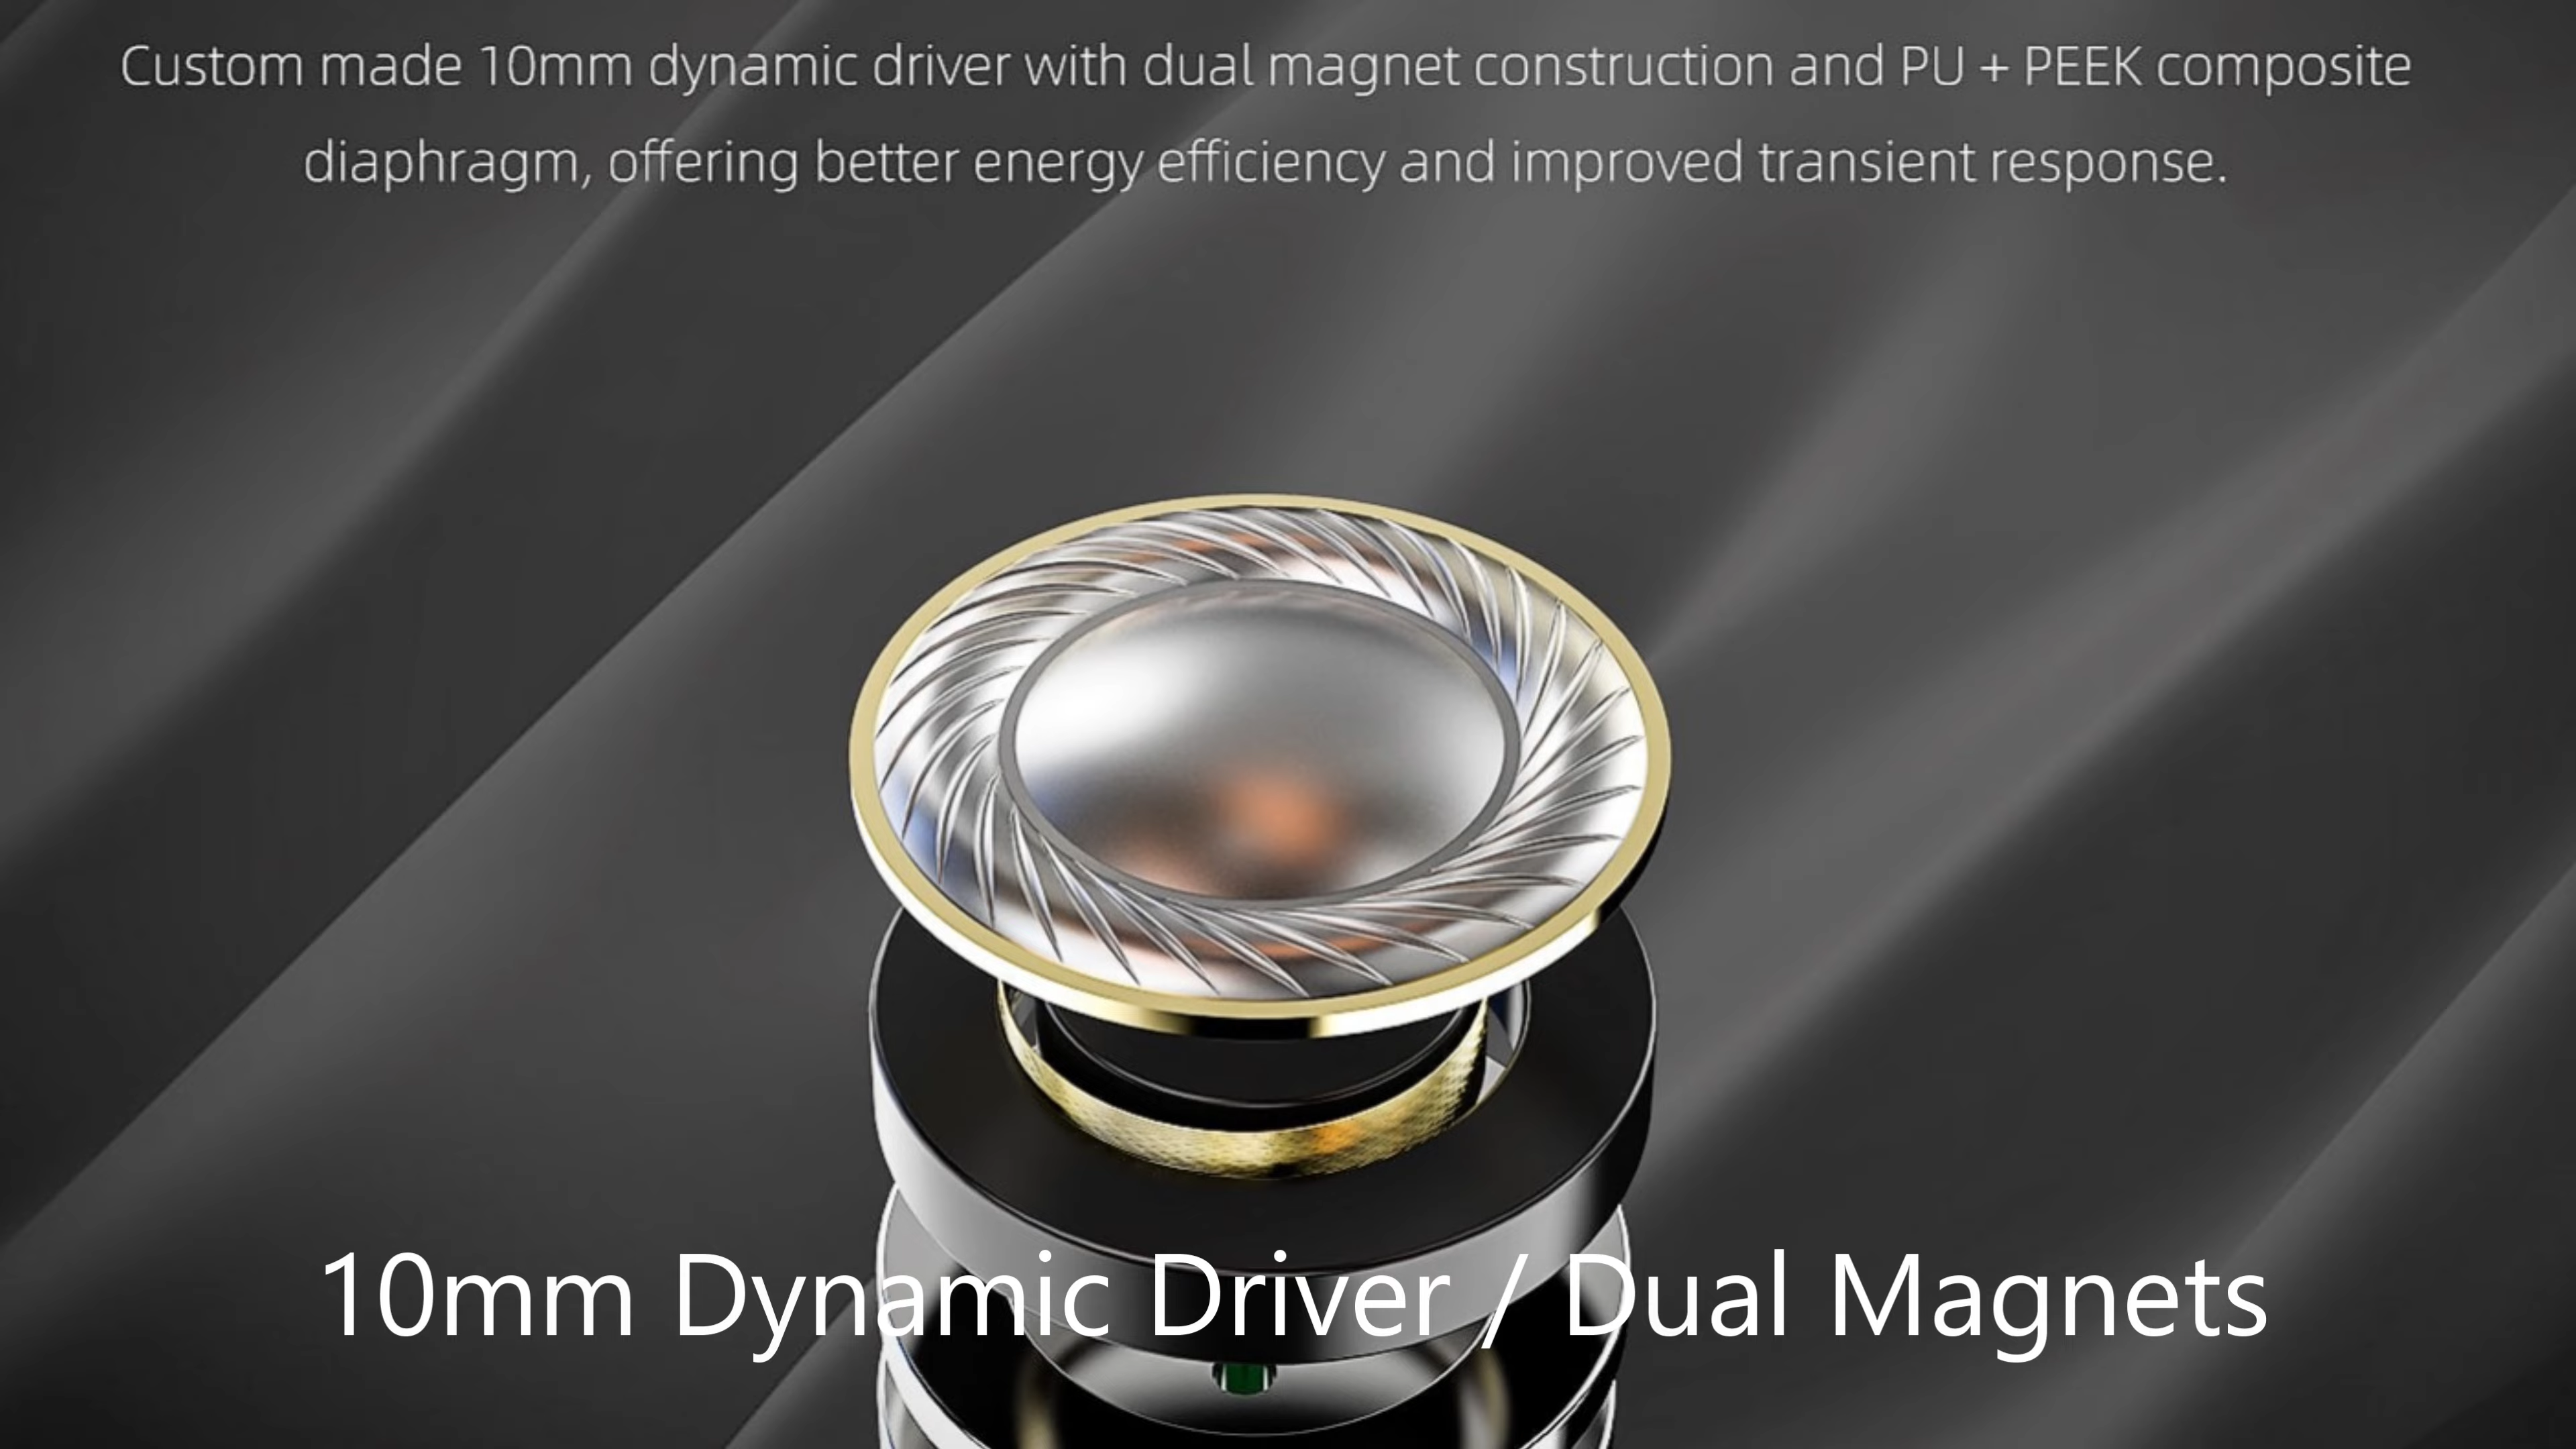 Custom made 10mm dynamic driver with dual magnet construction and PU + PEEK composite
diaphragm, offering better energy efficiency and improved transient response.
10mm Dynamic Driver / Dual Magnets